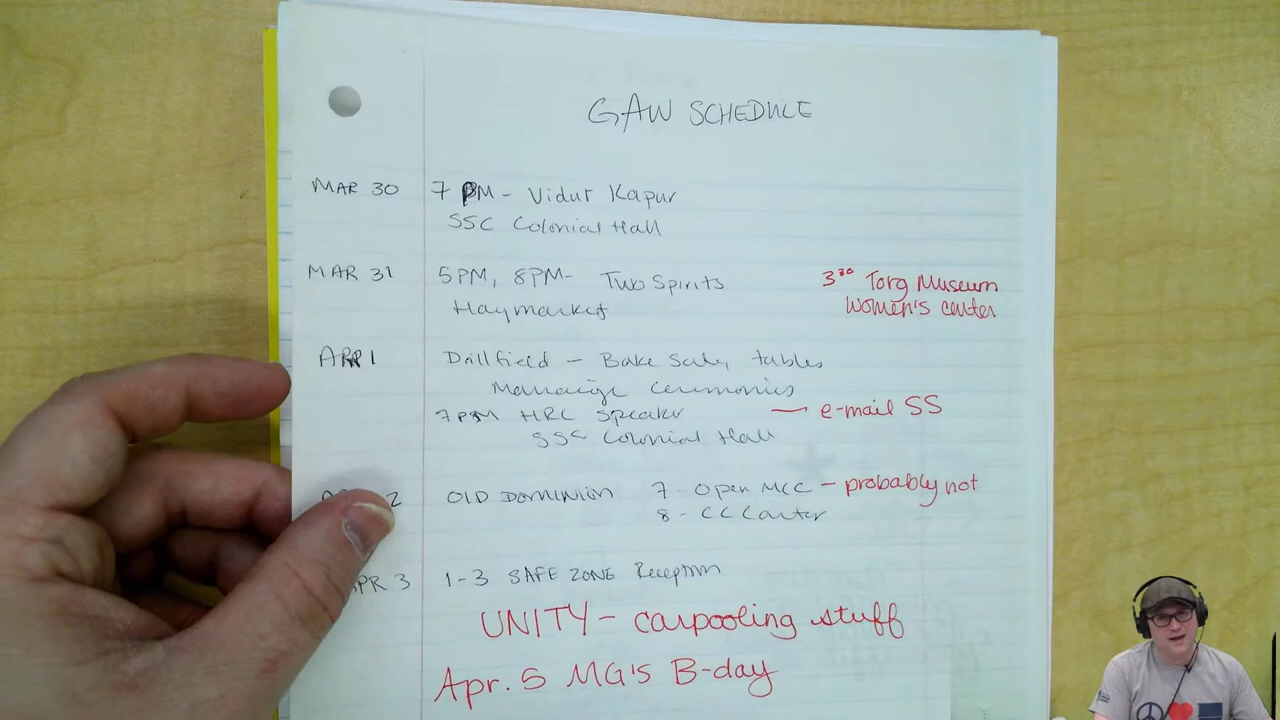 GAW SCHEDULE
MAR 30 7 PM - Vidur Kapur
SSC Colonial Hall
MAR 31 5PM, 8PM- Two Spirits
Haymarket
3³⁰ Torg Museum
Women's center
APR 1 Drillfield - Bake Sale, tables
Marriage Ceremonies
7PM HRC Speaker - e-mail SS
SSC Colonial Hall
2 OLD DOMINION 7- Open MCC - probably not
8-
APR 3 1-3 SAFE ZONE Reception
UNITY- carpooling stuff
Apr. 5 MG's B-day